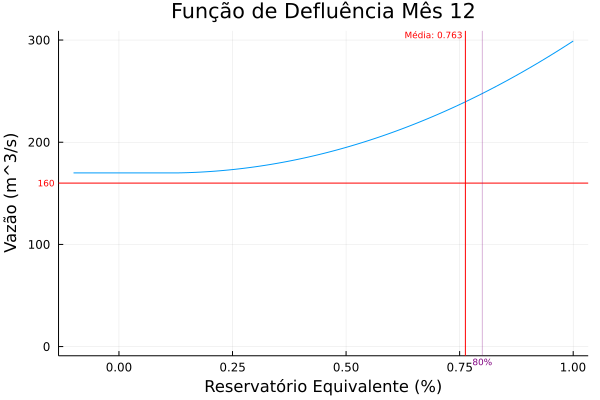 Função de Defluência Mês 12
Média: 0.763
300
200
160
100
0
Vazão (m^3/s)
0.00
0.25
0.50
0.75
80%
1.00
Reservatório Equivalente (%)